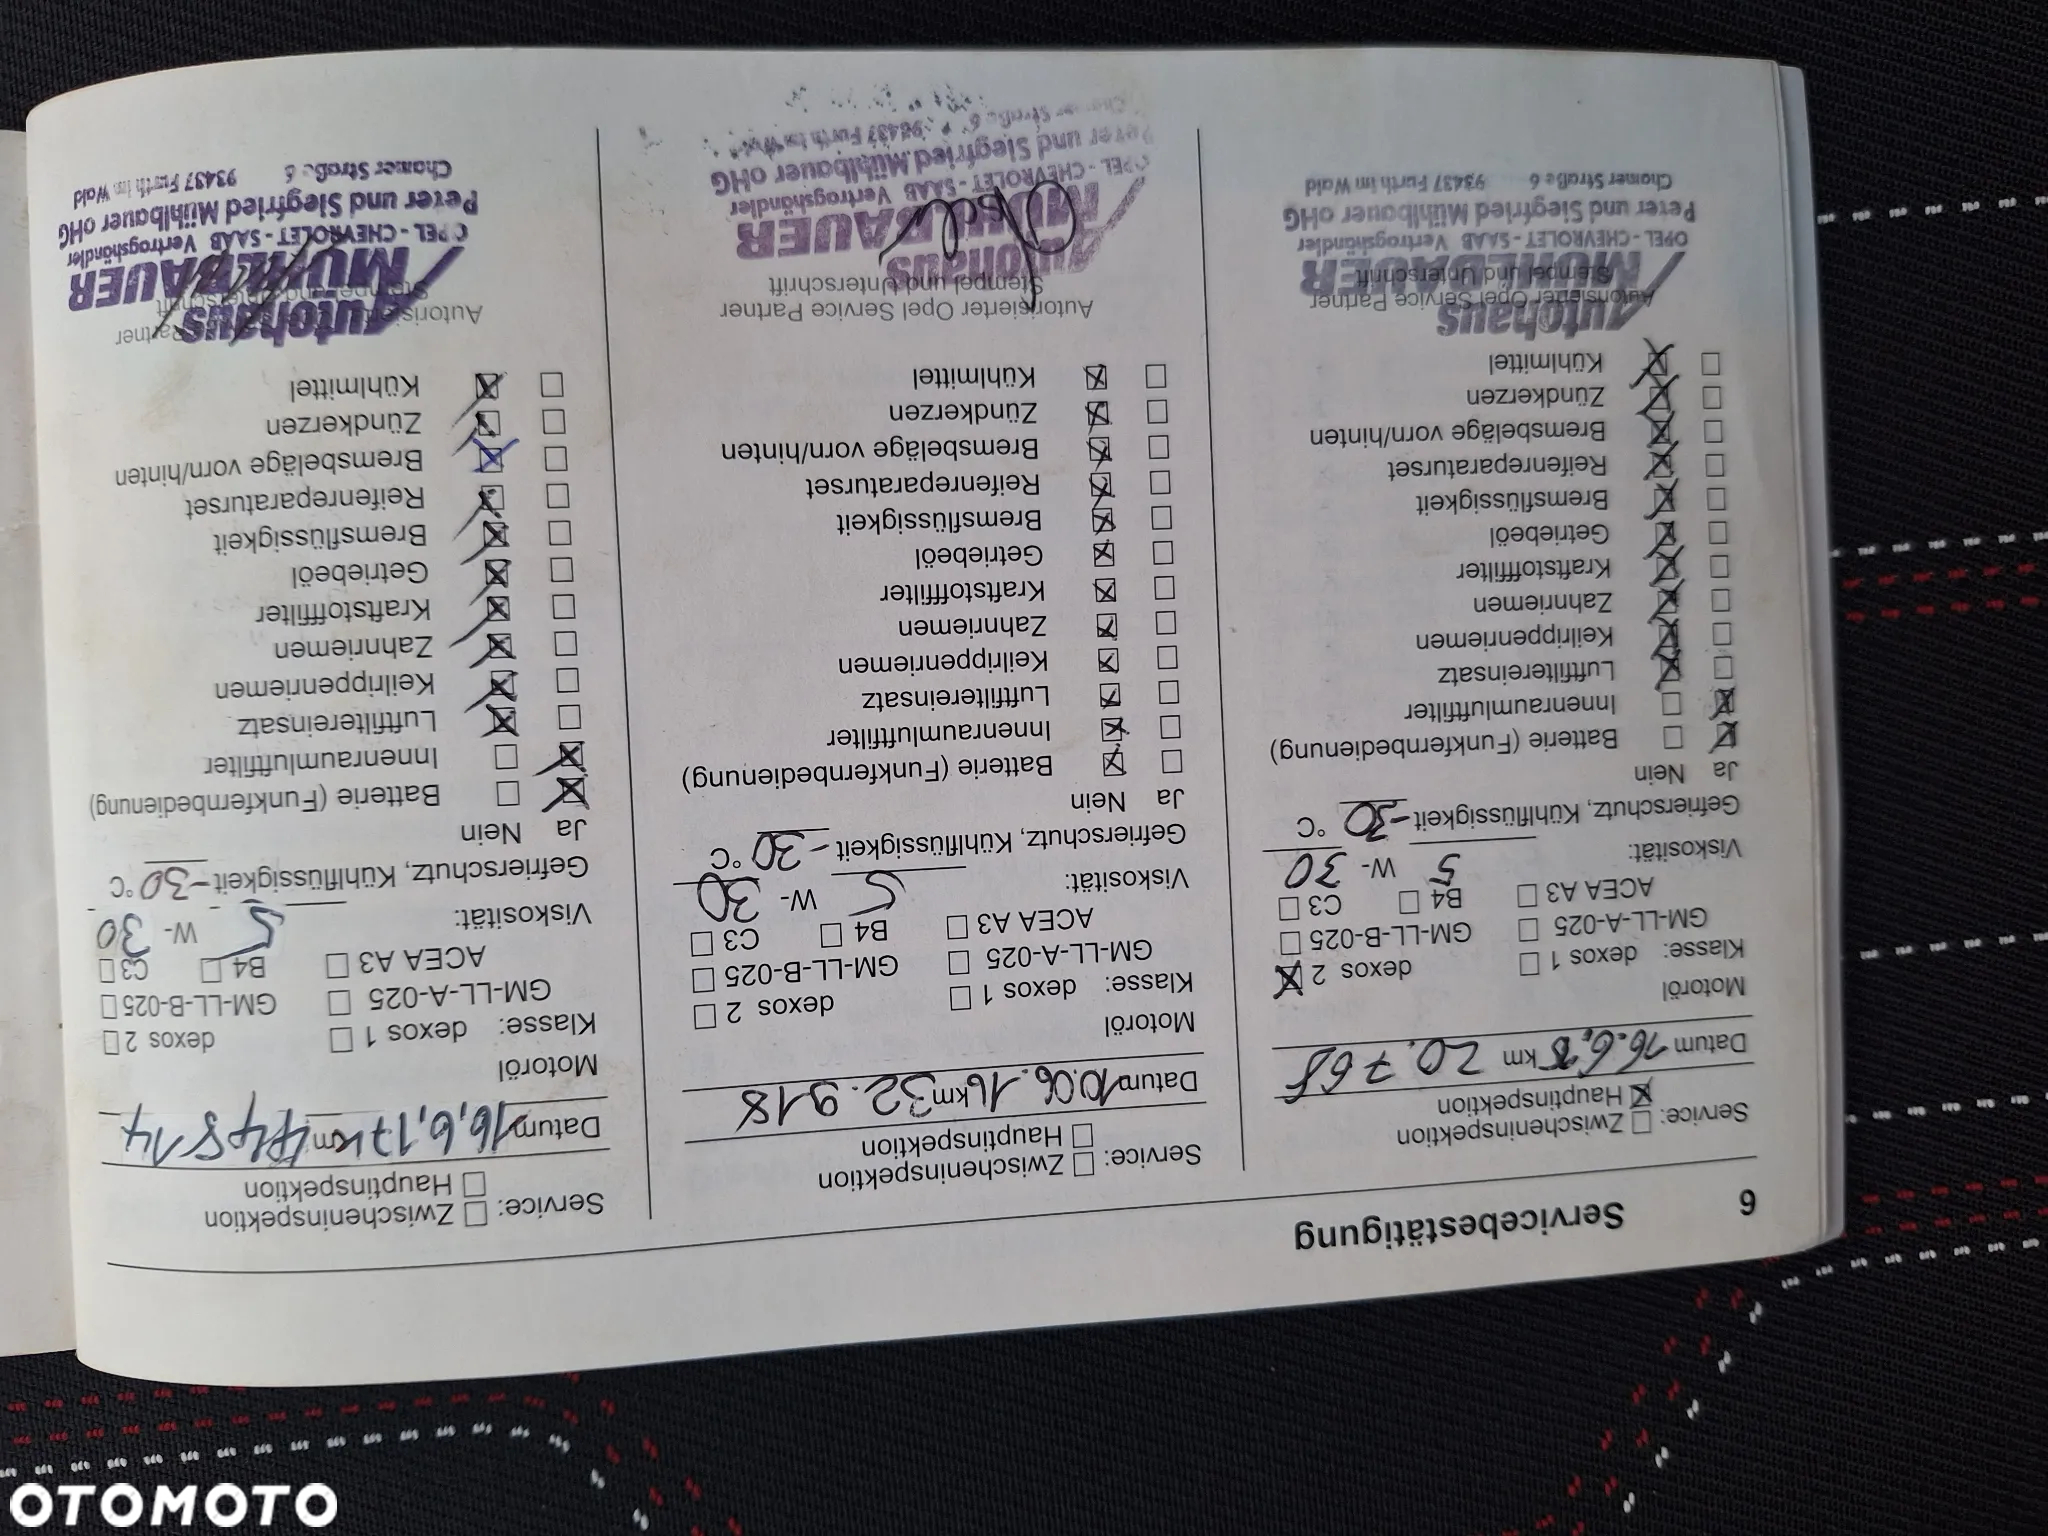 6 Servicebestätigung
Service: Zwischeninspektion
Hauptinspektion
Datum 16.6.15 km 20.768
Motoröl
Klasse: dexos 1 dexos 2
GM-LL-A-025 GM-LL-B-025
ACEA A3 B4 C3
Viskosität: 5 W- 30
Gefrierschutz, Kühlflüssigkeit -30 °C
Ja Nein
Batterie (Funkfernbedienung)
Innenraumluftfilter
Luftfiltereinsatz
Keilrippenriemen
Zahnriemen
Kraftstofffilter
Getriebeöl
Bremsflüssigkeit
Reifenreparaturset
Bremsbeläge vorn/hinten
Zündkerzen
Kühlmittel
Autorisierter Opel Service Partner
Stempel und Unterschrift
Autohaus
MÜHLBAUER
OPEL - CHEVROLET - SAAB Vertragshändler
Peter und Siegfried Mühlbauer oHG
Chamer Straße 6 93437 Furth im Wald
Service: Zwischeninspektion
Hauptinspektion
Datum 10.06.16 km 32.918
Motoröl
Klasse: dexos 1 dexos 2
GM-LL-A-025 GM-LL-B-025
ACEA A3 B4 C3
Viskosität: 5 W- 30
Gefrierschutz, Kühlflüssigkeit -30 °C
Ja Nein
Batterie (Funkfernbedienung)
Innenraumluftfilter
Luftfiltereinsatz
Keilrippenriemen
Zahnriemen
Kraftstofffilter
Getriebeöl
Bremsflüssigkeit
Reifenreparaturset
Bremsbeläge vorn/hinten
Zündkerzen
Kühlmittel
Autorisierter Opel Service Partner
Stempel und Unterschrift
Autohaus
MÜHLBAUER
OPEL - CHEVROLET - SAAB Vertragshändler
Peter und Siegfried Mühlbauer oHG
Chamer Straße 6 93437 Furth im Wald
Service: Zwischeninspektion
Hauptinspektion
Datum 16,6,17 km
Motoröl
Klasse: dexos 1 dexos 2
GM-LL-A-025 GM-LL-B-025
ACEA A3 B4 C3
Viskosität: 5 W- 30
Gefrierschutz, Kühlflüssigkeit -30 °C
Ja Nein
Batterie (Funkfernbedienung)
Innenraumluftfilter
Luftfiltereinsatz
Keilrippenriemen
Zahnriemen
Kraftstofffilter
Getriebeöl
Bremsflüssigkeit
Reifenreparaturset
Bremsbeläge vorn/hinten
Zündkerzen
Kühlmittel
Autohaus
MÜHLBAUER
OPEL - CHEVROLET - SAAB Vertragshändler
Peter und Siegfried Mühlbauer oHG
Chamer Straße 6 93437 Furth im Wald
OTOMOTO